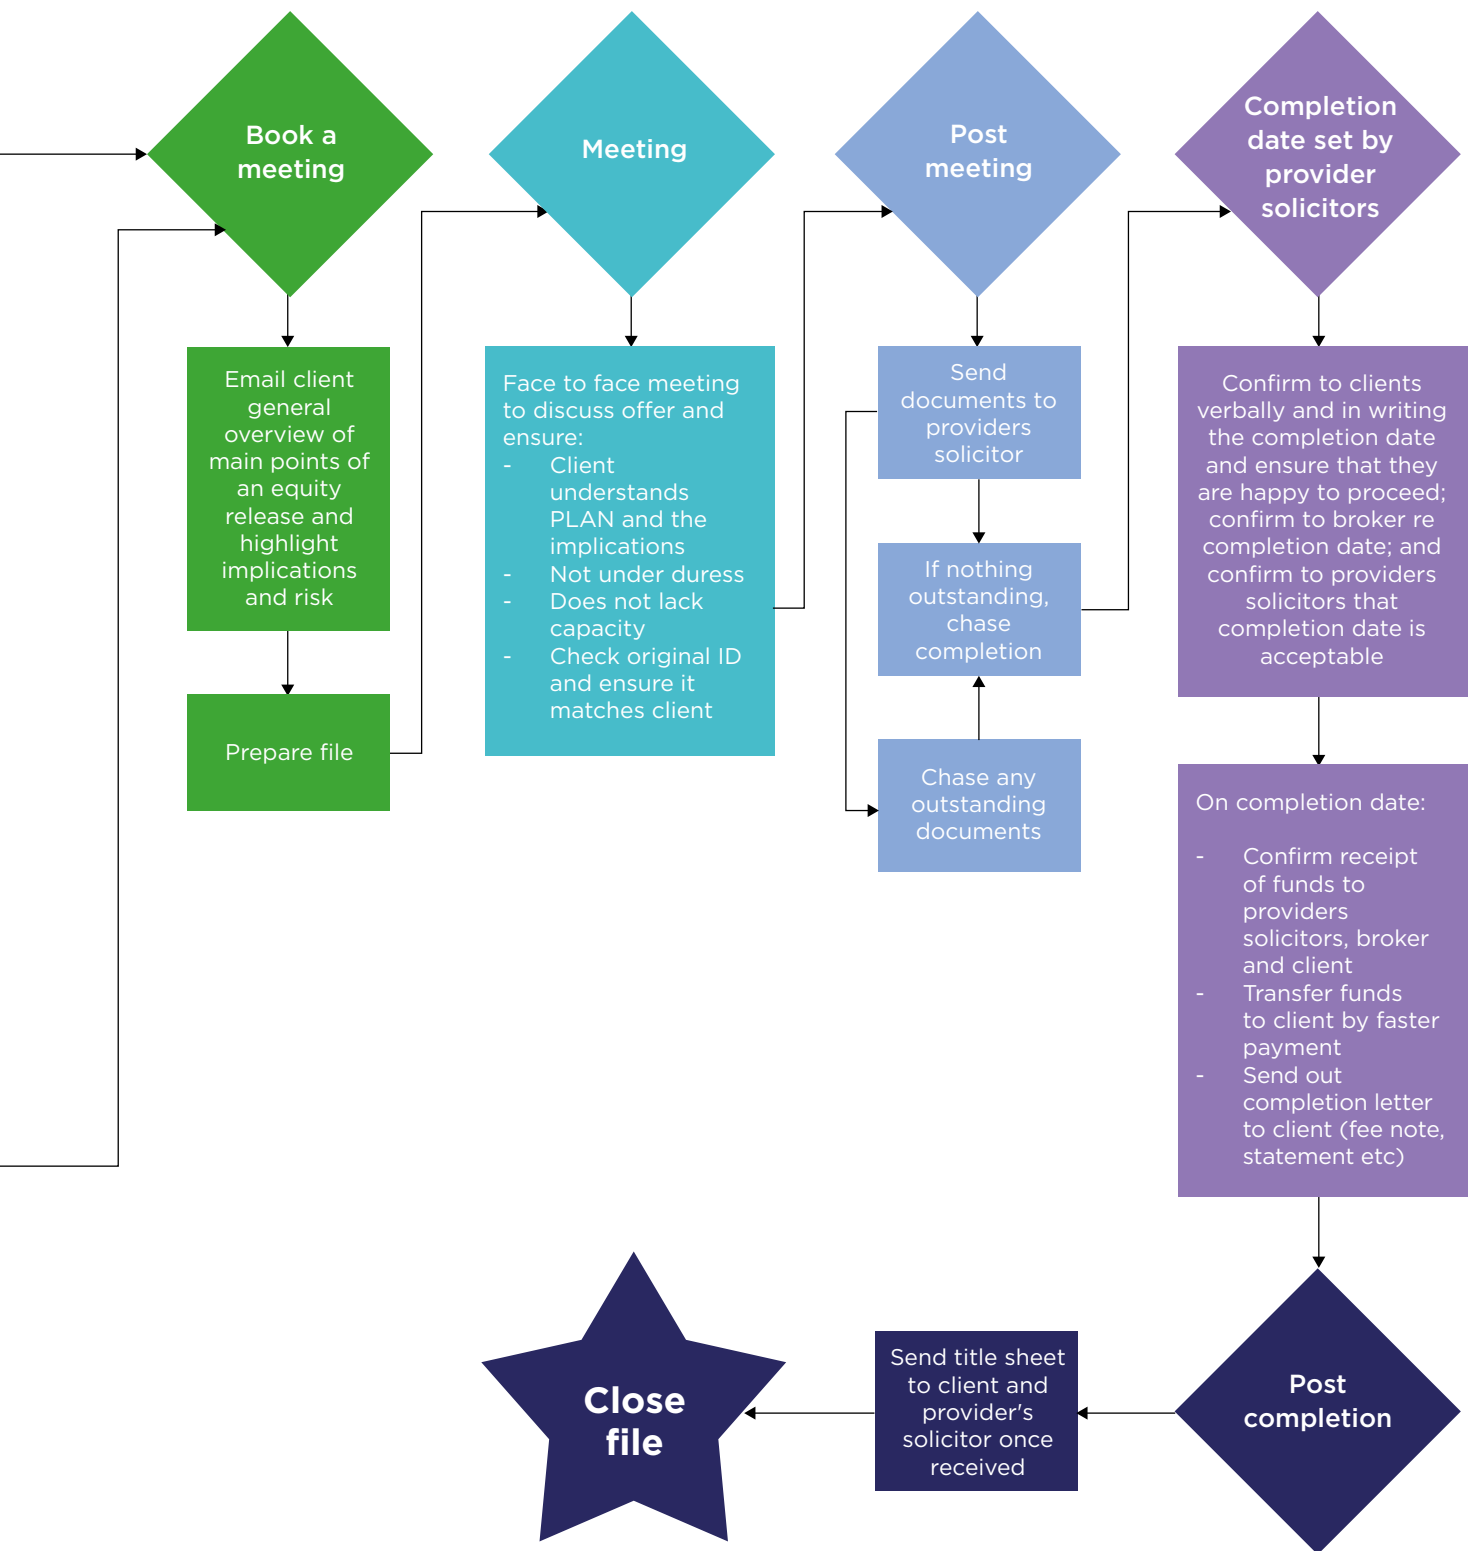 Book a
meeting
Email client
general
overview of
main points of
an equity
release and
highlight
implications
and risk
Prepare file
Meeting
Face to face meeting
to discuss offer and
ensure:
- Client
understands
PLAN and the
implications
- Not under duress
- Does not lack
capacity
- Check original ID
and ensure it
matches client
Post
meeting
Send
documents to
providers
solicitor
If nothing
outstanding,
chase
completion
Chase any
outstanding
documents
Completion
date set by
provider
solicitors
Confirm to clients
verbally and in writing
the completion date
and ensure that they
are happy to proceed;
confirm to broker re
completion date; and
confirm to providers
solicitors that
completion date is
acceptable
On completion date:
- Confirm receipt
of funds to
providers
solicitors, broker
and client
- Transfer funds
to client by faster
payment
- Send out
completion letter
to client (fee note,
statement etc)
Post
completion
Send title sheet
to client and
provider's
solicitor once
received
Close
file